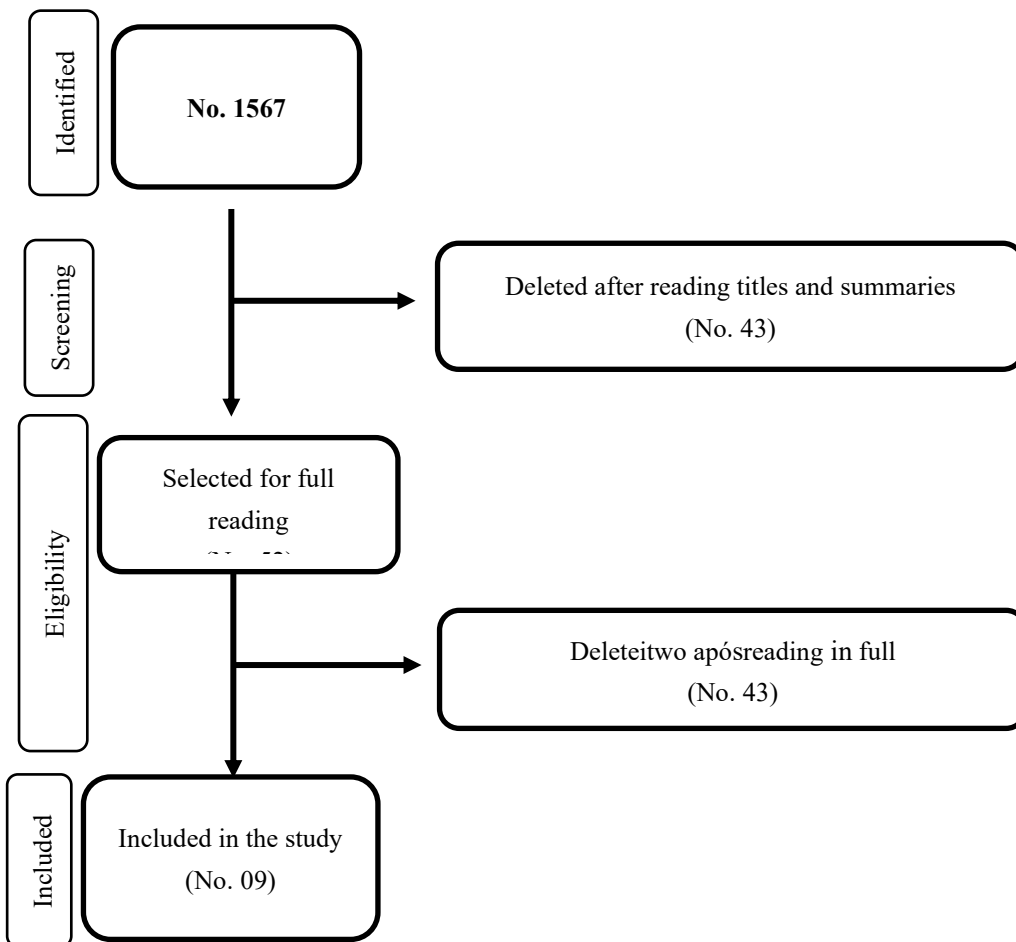 Identified
No. 1567
Screening
Deleted after reading titles and summaries
(No. 43)
Eligibility
Selected for full
reading
Deleteitwo apósreading in full
(No. 43)
Included
Included in the study
(No. 09)